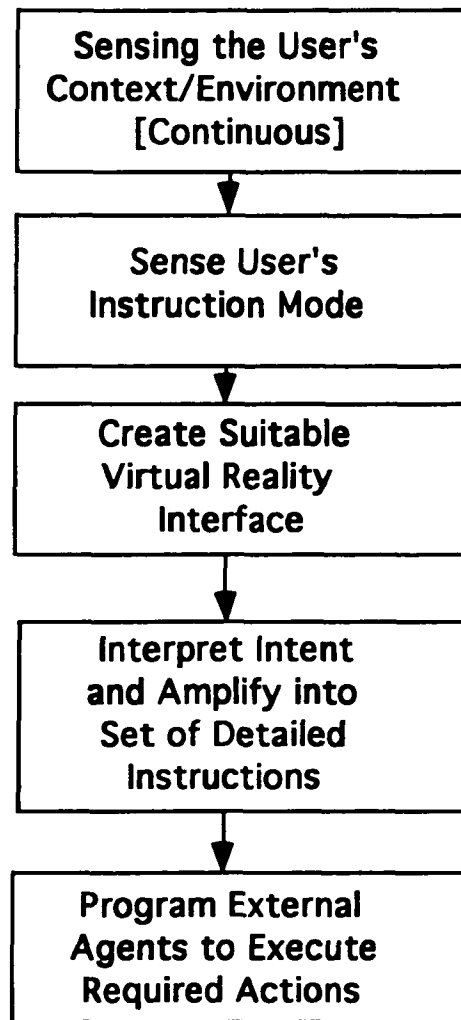 Sensing the User's
Context/Environment
[Continuous]
Sense User's
Instruction Mode
Create Suitable
Virtual Reality
Interface
Interpret Intent
and Amplify into
Set of Detailed
Instructions
Program External
Agents to Execute
Required Actions